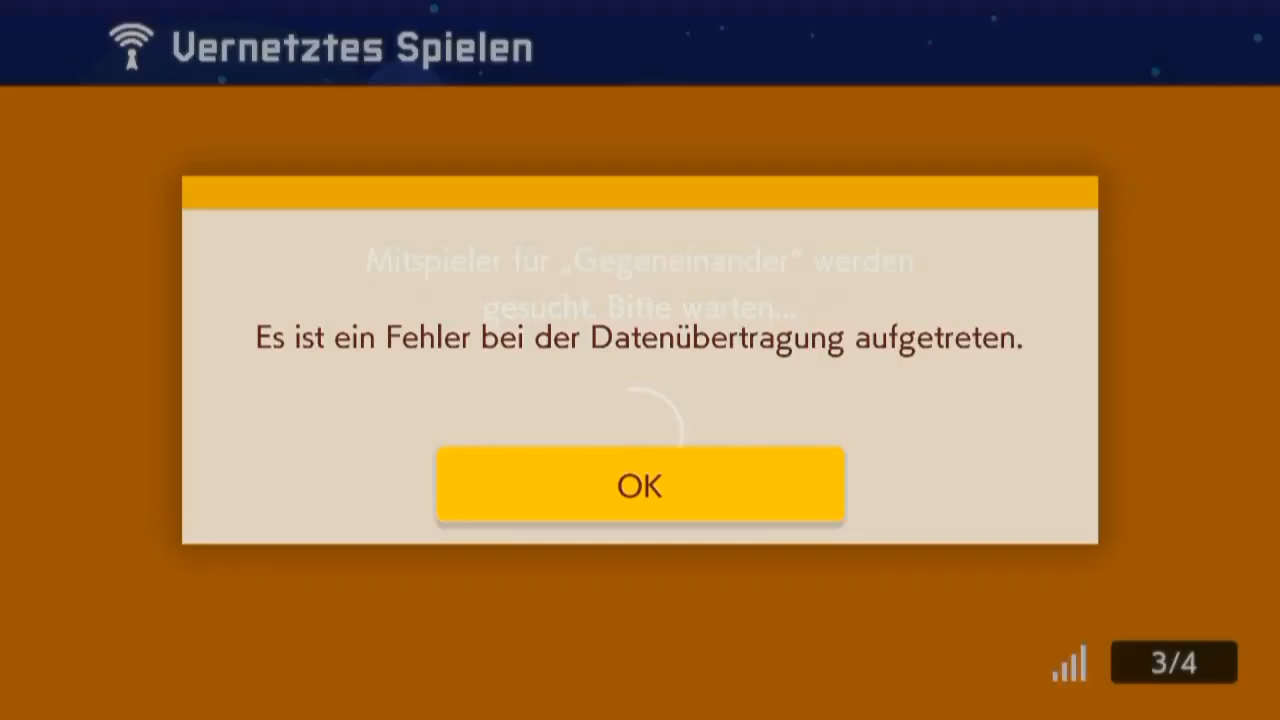 Vernetztes Spielen
Mitspieler für „Gegeneinander“ werden
gesucht. Bitte warten...
Es ist ein Fehler bei der Datenübertragung aufgetreten.
OK
3/4